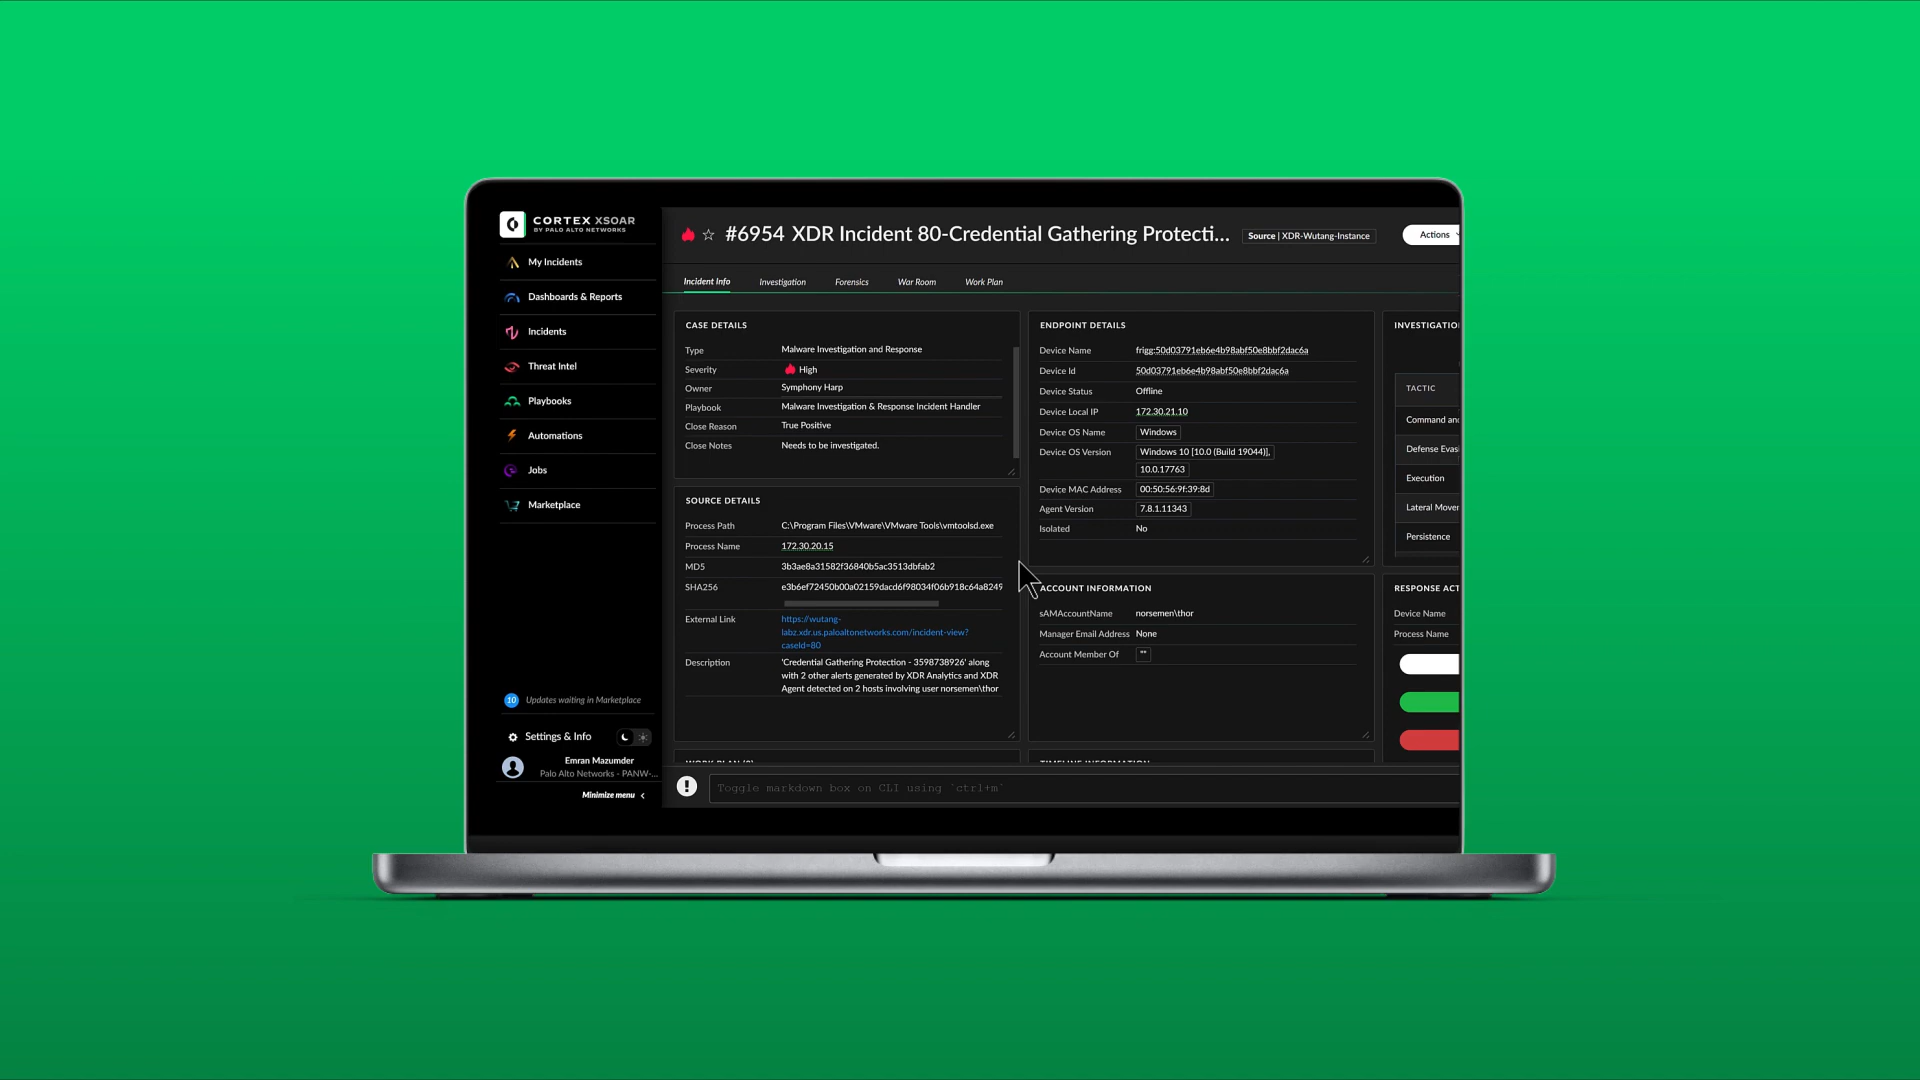 CORTEX XSOAR
BY PALO ALTO NETWORKS
My Incidents
Dashboards & Reports
Incidents
Threat Intel
Playbooks
Automations
Jobs
Marketplace
10 Updates waiting in Marketplace
Settings & Info
Emran Mazumder
Palo Alto Networks - PANW-...
Minimize menu
#6954 XDR Incident 80-Credential Gathering Protecti...
Source | XDR-Wutang-Instance
Actions
Incident Info Investigation Forensics War Room Work Plan
CASE DETAILS
Type Malware Investigation and Response
Severity High
Owner Symphony Harp
Playbook Malware Investigation & Response Incident Handler
Close Reason True Positive
Close Notes Needs to be investigated.
SOURCE DETAILS
Process Path C:\Program Files\VMware\VMware Tools\vmtoolsd.exe
Process Name 172.30.20.15
MD5 3b3ae8a31582f36840b5ac3513dbfab2
SHA256 e3b6ef72450b00a02159dacd6f98034f06b918c64a8249
External Link https://wutang-
labz.xdr.us.paloaltonetworks.com/incident-view?
caseId=80
Description 'Credential Gathering Protection - 3598738926' along
with 2 other alerts generated by XDR Analytics and XDR
Agent detected on 2 hosts involving user norsemen\thor
ENDPOINT DETAILS
Device Name frigg:50d03791eb6e4b98abf50e8bbf2dac6a
Device Id 50d03791eb6e4b98abf50e8bbf2dac6a
Device Status Offline
Device Local IP 172.30.21.10
Device OS Name Windows
Device OS Version Windows 10 [10.0 (Build 19044)],
10.0.17763
Device MAC Address 00:50:56:9f:39:8d
Agent Version 7.8.1.11343
Isolated No
ACCOUNT INFORMATION
sAMAccountName norsemen\thor
Manager Email Address None
Account Member Of ""
INVESTIGATIO
TACTIC
Command and
Defense Evas
Execution
Lateral Mover
Persistence
RESPONSE ACT
Device Name
Process Name
WORK PLAN
TIMELINE INFORMATION
Toggle markdown box on CLI using `ctrl+m`